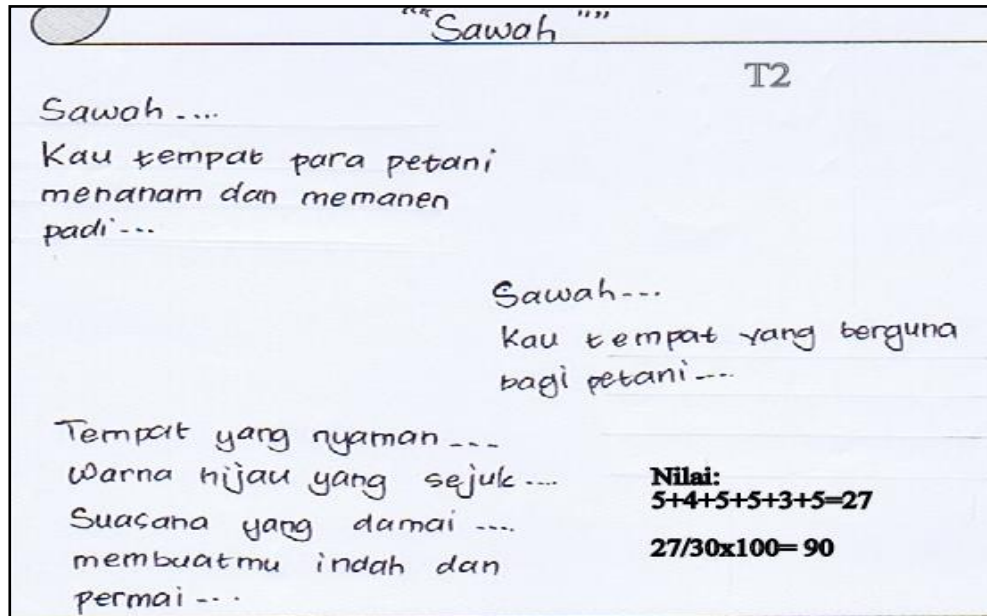 ""Sawah""
T2
Sawah....
Kau tempat para petani
menanam dan memanen
padi...
Sawah...
Kau tempat yang berguna
bagi petani....
Tempat yang nyaman...
Warna hijau yang sejuk....
Suasana yang damai....
membuatmu indah dan
permai...
Nilai:
5+4+5+5+3+5=27
27/30x100= 90